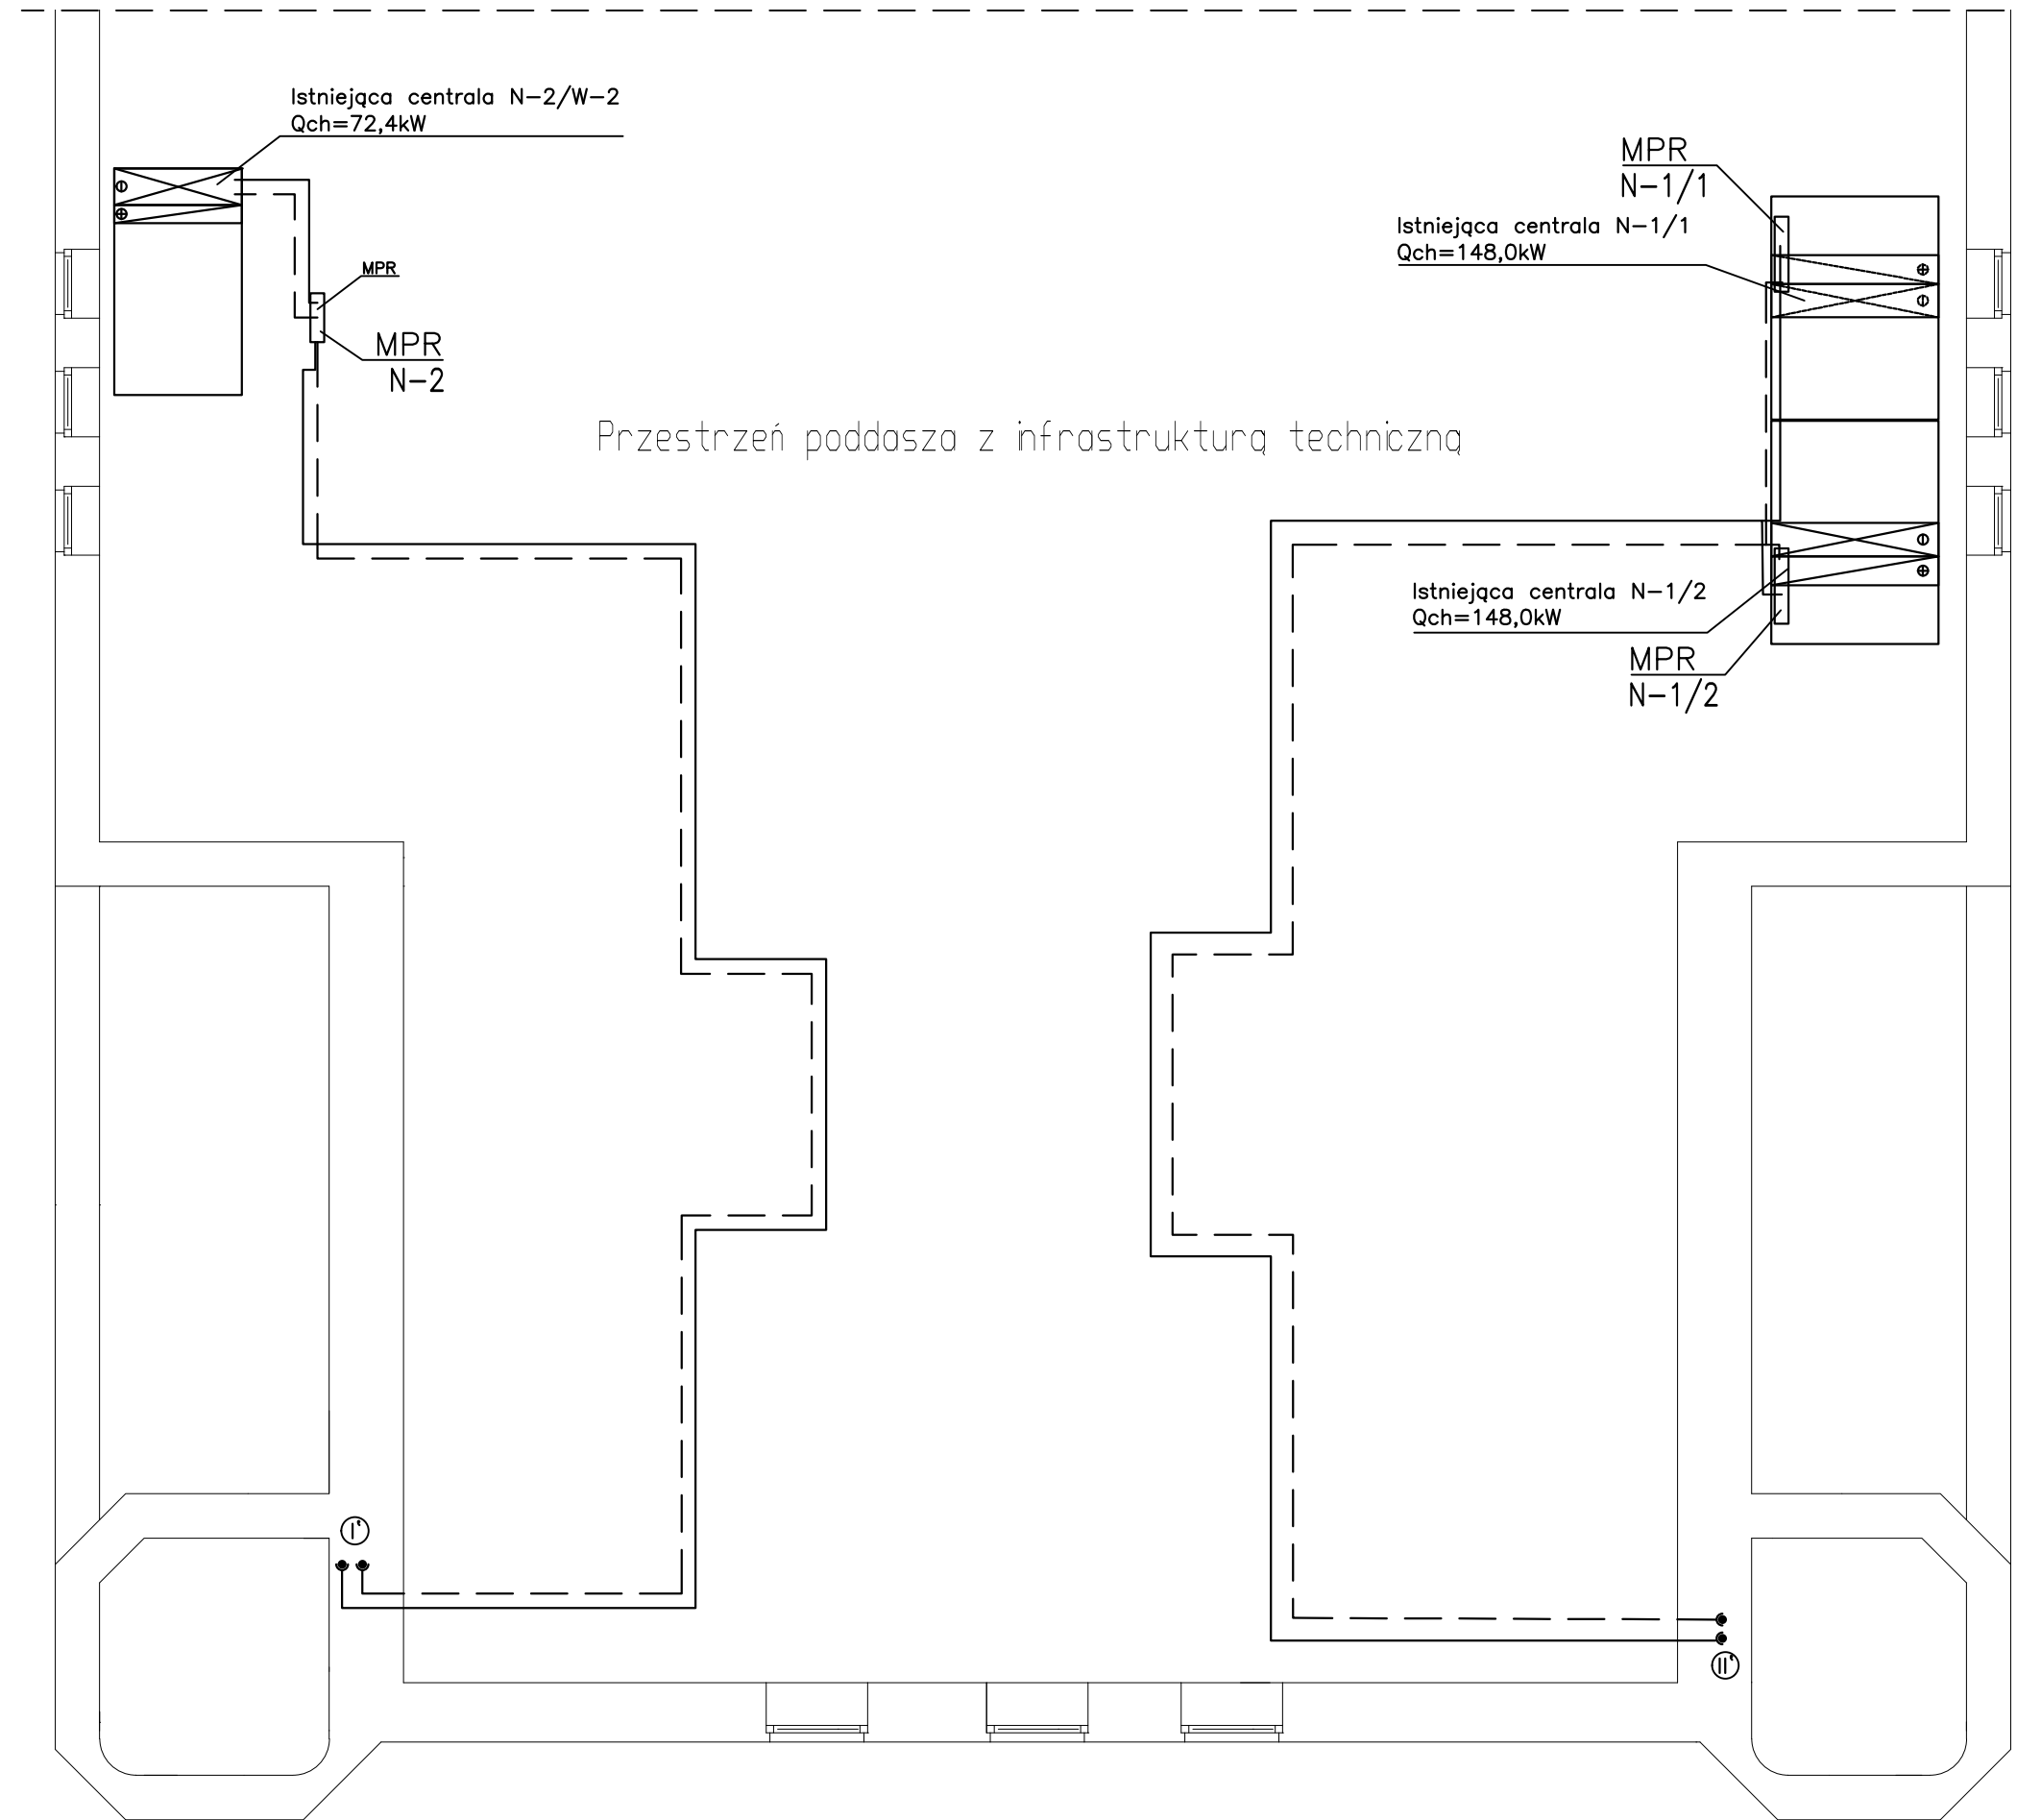 Istniejąca centrala N-2/W-2
Qch=72,4kW
MPR
N-1/1
Istniejąca centrala N-1/1
Qch=148,0kW
MPR
MPR
N-2
Przestrzeń poddasza z infrastrukturą techniczną
Istniejąca centrala N-1/2
Qch=148,0kW
MPR
N-1/2
I'
II'